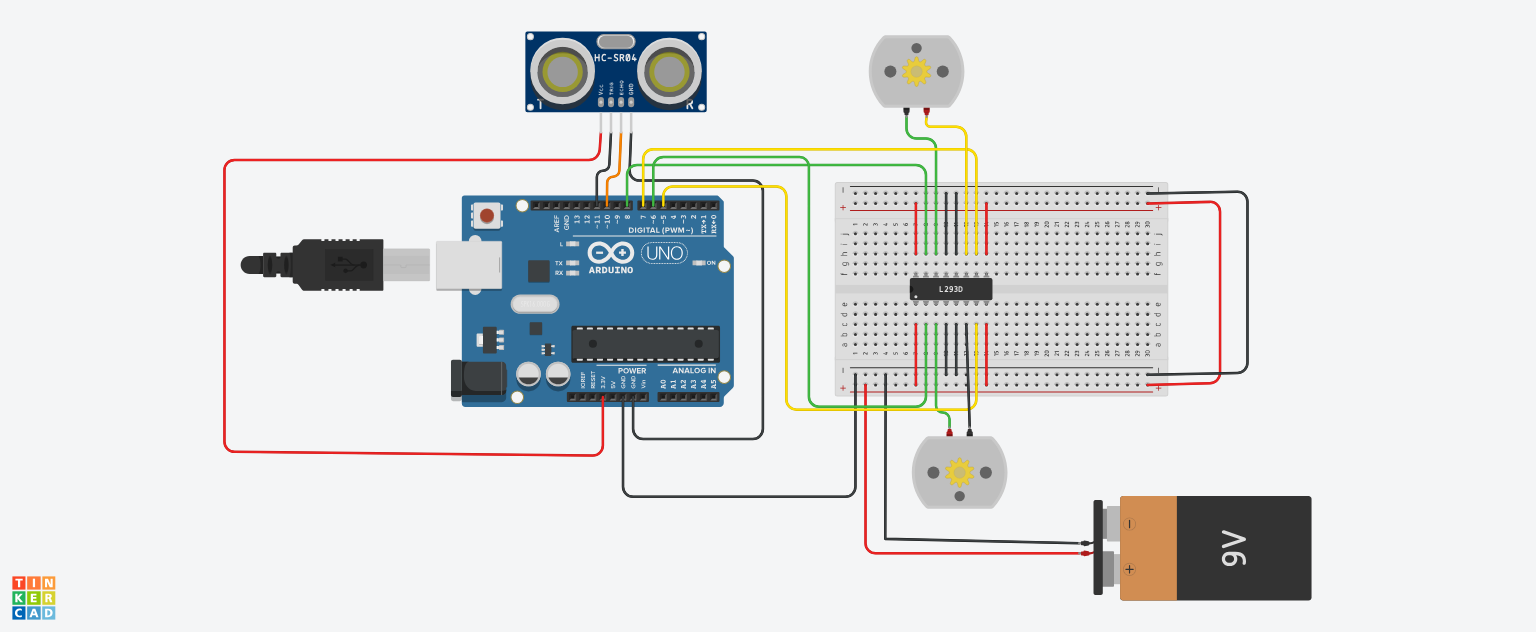 HC-SR04
Vcc
TRIG
ECHO
GND
T
R
AREF
GND
13
12
~11
~10
~9
8
7
~6
~5
4
~3
2
TX→1
RX←0
DIGITAL (PWM~)
L
TX
RX
ARDUINO
UNO
ON
POWER
ANALOG IN
IOREF
RESET
3.3V
5V
GND
GND
Vin
A0
A1
A2
A3
A4
A5
L293D
j
i
h
g
f
e
d
c
b
a
9V
TIN
KER
CAD